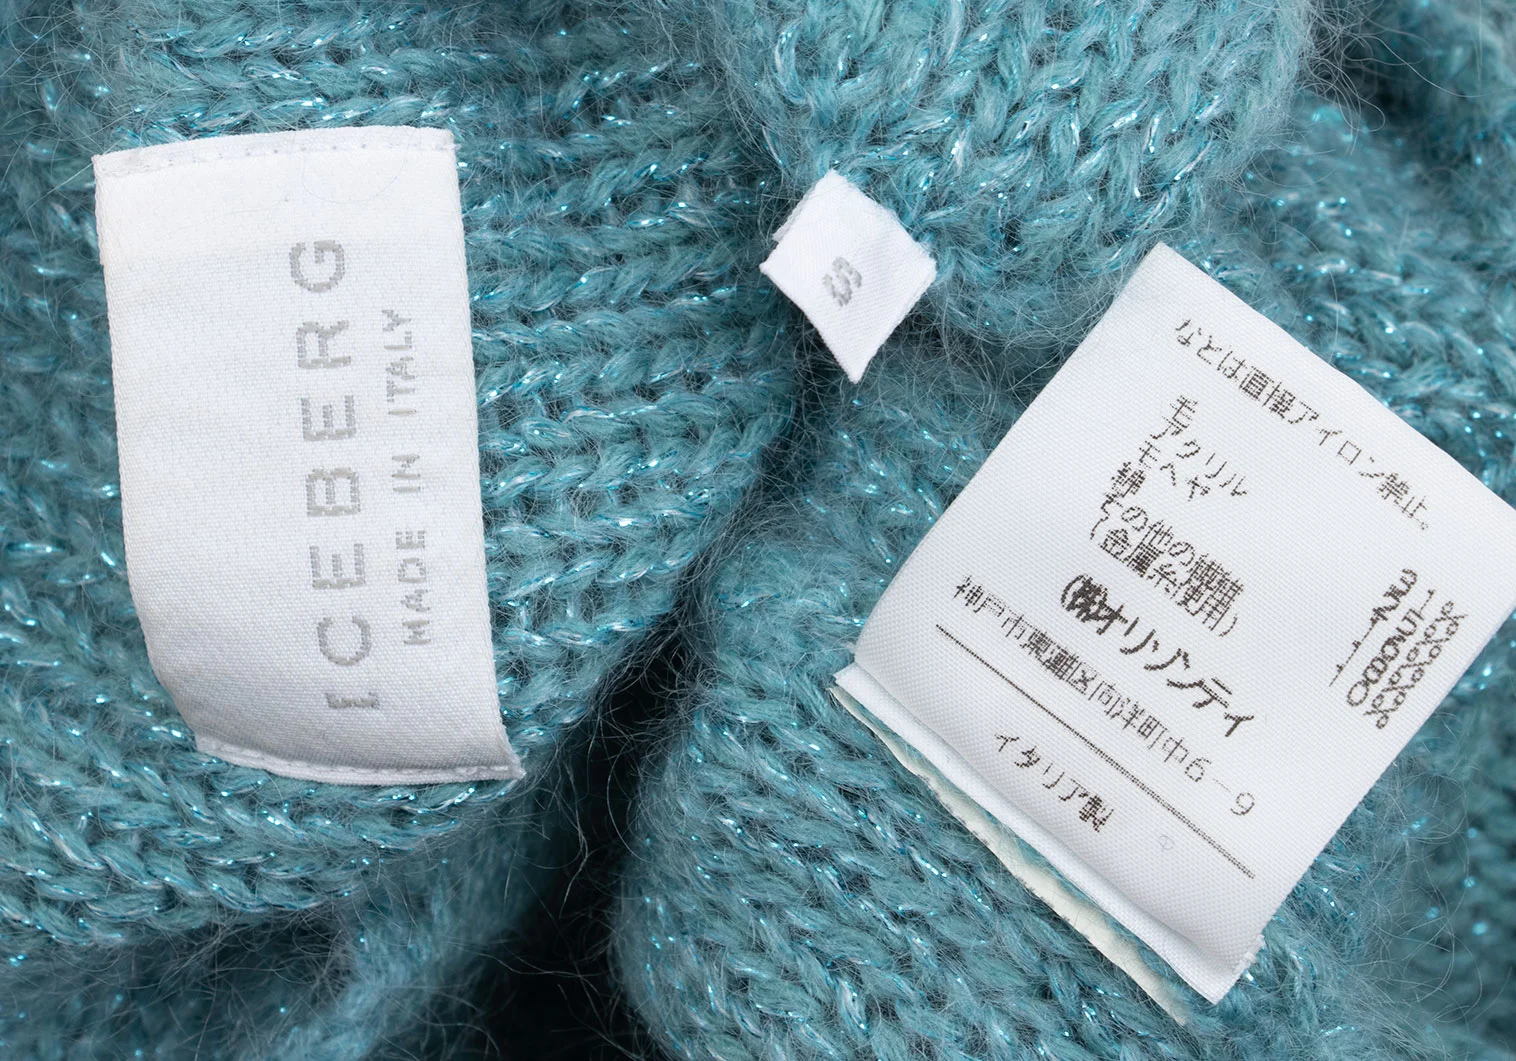 ICEBERG
MADE IN ITALY
S
などは直接アイロン禁止。
毛
アクリル
モヘヤ
綿
その他の繊維
(金属糸使用)
(株)オリゾンティ
神戸市東灘区向洋町中6-9
イタリア製